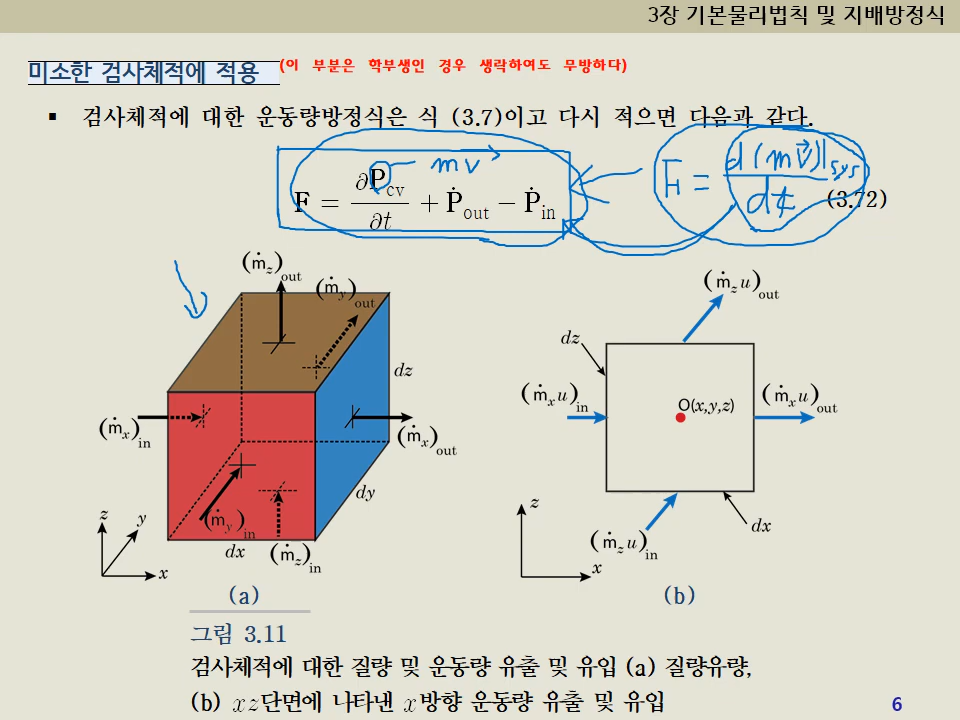 3장 기본물리법칙 및 지배방정식
미소한 검사체적에 적용 (이 부분은 학부생인 경우 생략하여도 무방하다)
▪ 검사체적에 대한 운동량방정식은 식 (3.7)이고 다시 적으면 다음과 같다.
mv⃗
F = ∂P_cv/∂t + Ṗ_out − Ṗ_in
F = d(mv⃗)|sys / dt
(3.72)
(ṁ_z)_out
(ṁ_y)_out
dz
(ṁ_x)_in
(ṁ_x)_out
dy
(ṁ_y)_in
(ṁ_z)_in
dx
z
y
x
(a)
(ṁ_z u)_out
dz
(ṁ_x u)_in
O(x,y,z)
(ṁ_x u)_out
z
dx
(ṁ_z u)_in
x
(b)
그림 3.11
검사체적에 대한 질량 및 운동량 유출 및 유입 (a) 질량유량,
(b) xz단면에 나타낸 x방향 운동량 유출 및 유입
6